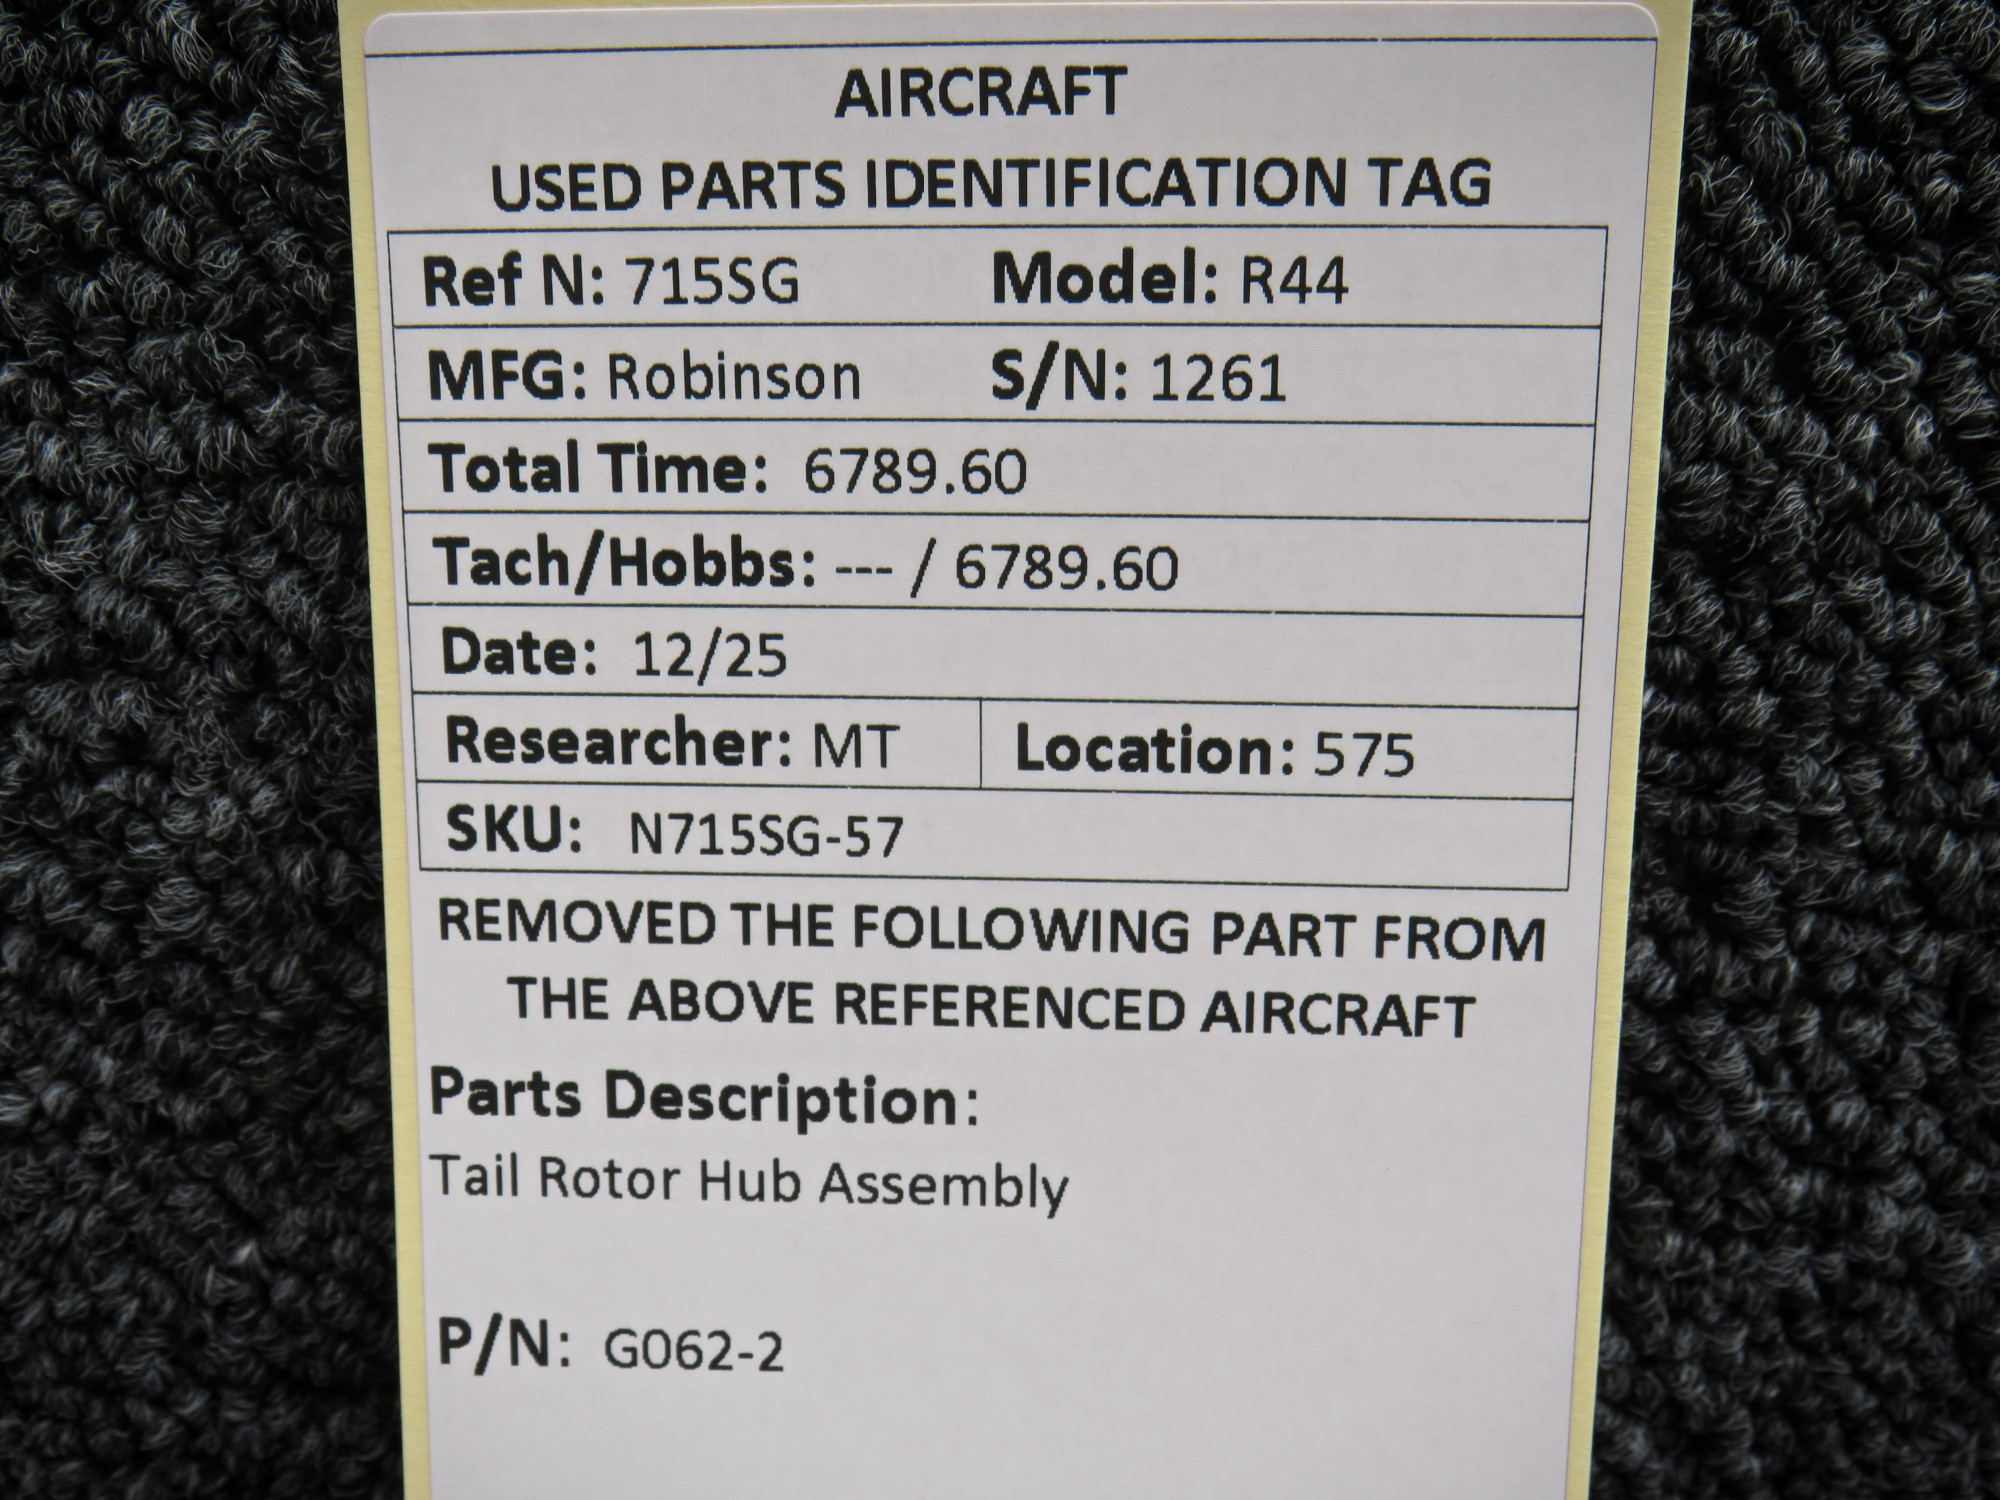 AIRCRAFT
USED PARTS IDENTIFICATION TAG
Ref N: 715SG Model: R44
MFG: Robinson S/N: 1261
Total Time: 6789.60
Tach/Hobbs: --- / 6789.60
Date: 12/25
Researcher: MT Location: 575
SKU: N715SG-57
REMOVED THE FOLLOWING PART FROM
THE ABOVE REFERENCED AIRCRAFT
Parts Description:
Tail Rotor Hub Assembly
P/N: G062-2